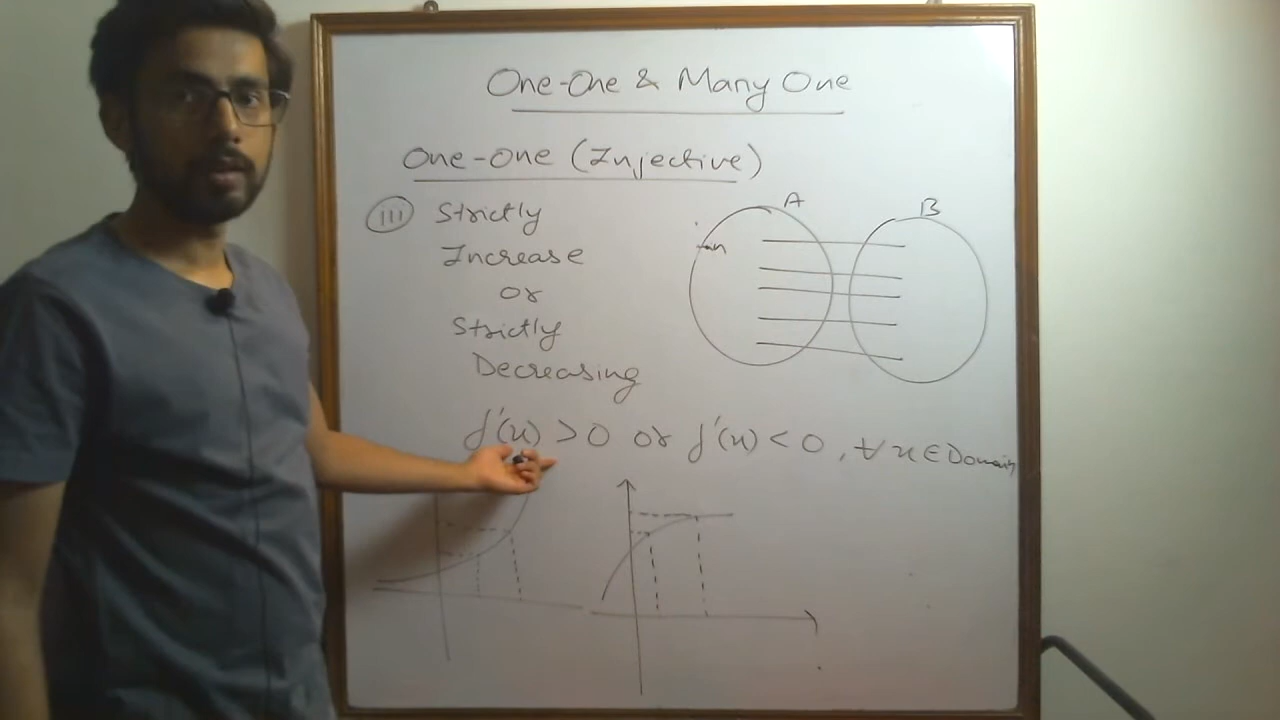 One-One & Many One
One-One (Injective)
(III) Strictly
Increase
or
Strictly
Decreasing
A
B
f'(x) > 0 or f'(x) < 0, ∀ x ∈ Domain